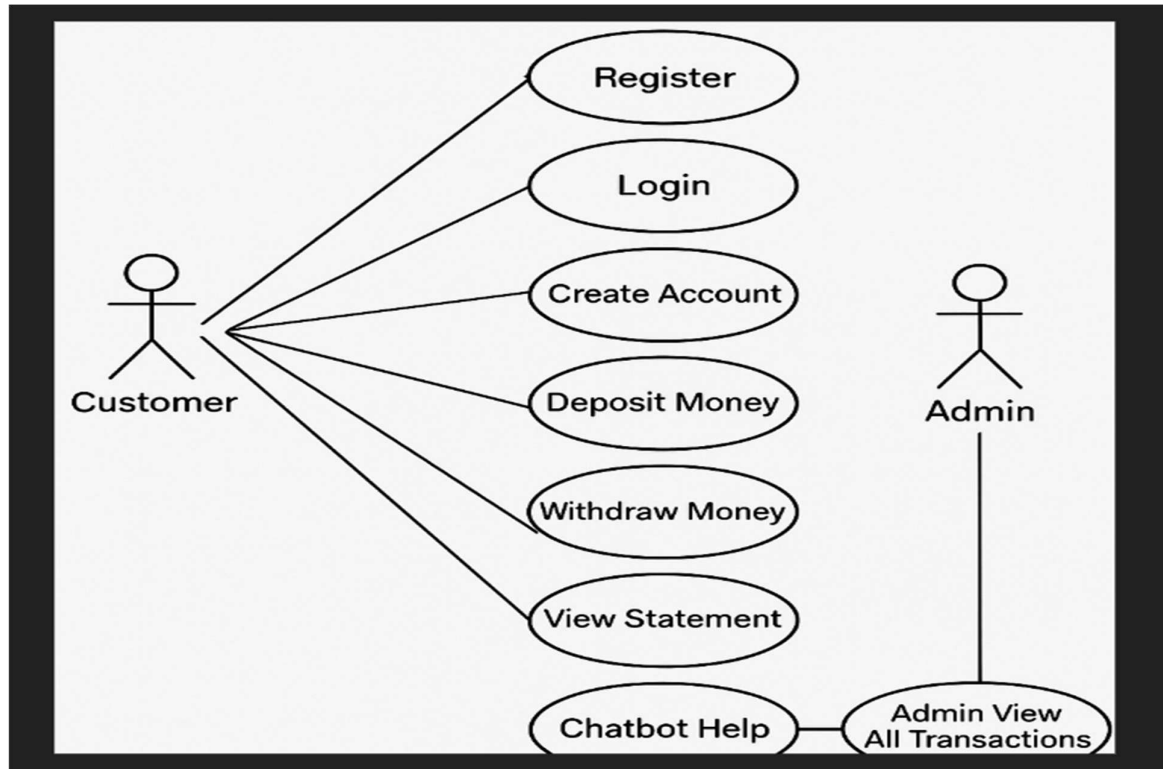 Register
Login
Create Account
Customer
Deposit Money
Admin
Withdraw Money
View Statement
Chatbot Help
Admin View
All Transactions